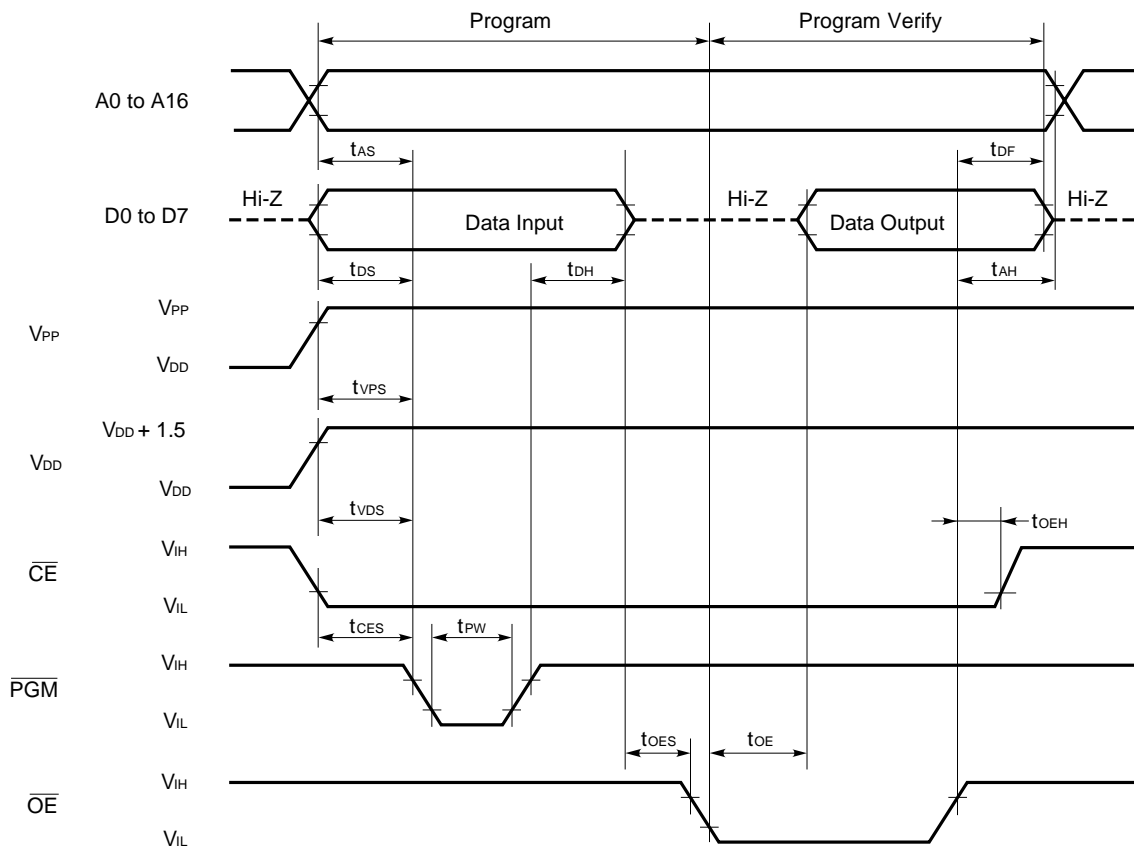 Program Program Verify
A0 to A16
tAS tDF
Hi-Z Hi-Z Hi-Z
D0 to D7 Data Input Data Output
tDS tDH tAH
VPP
VPP
VDD
tVPS
VDD + 1.5
VDD
VDD
tVDS
tOEH
VIH
CE
VIL
tCES tPW
VIH
PGM
VIL
tOES tOE
VIH
OE
VIL